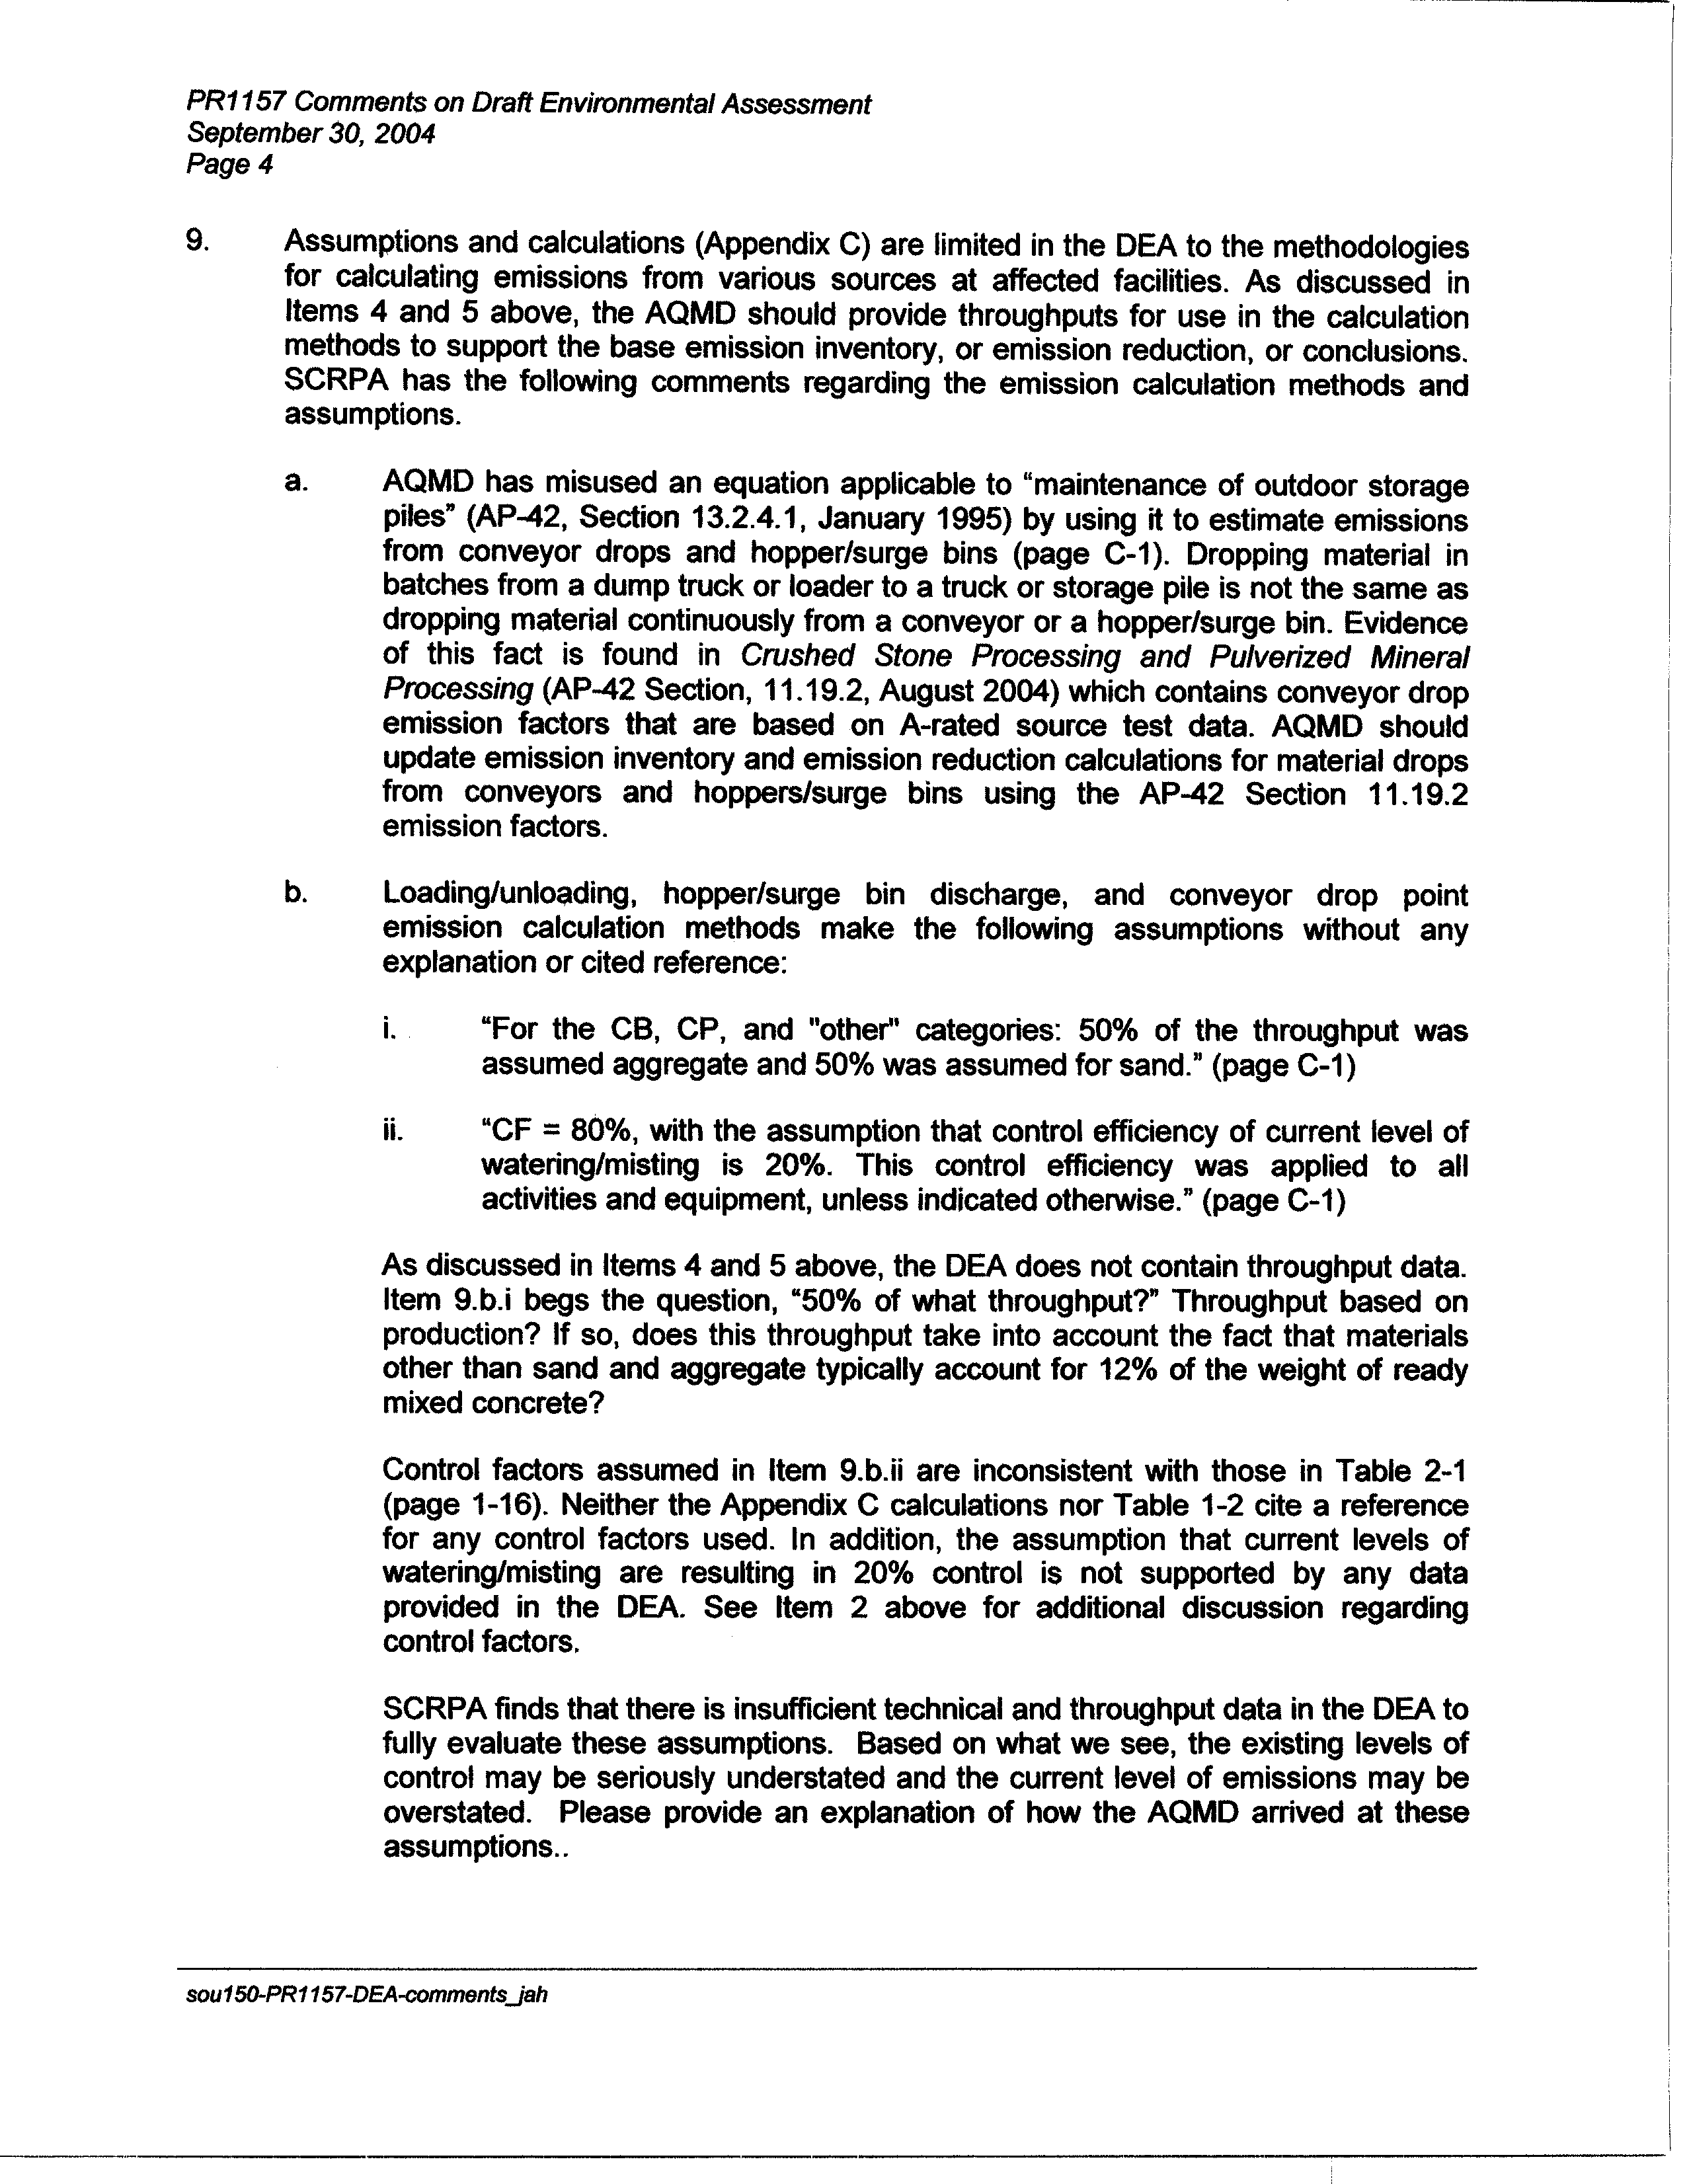 PR1157 Comments on Draft Environmental Assessment
September 30, 2004
Page 4
9. Assumptions and calculations (Appendix C) are limited in the DEA to the methodologies
for calculating emissions from various sources at affected facilities. As discussed in
Items 4 and 5 above, the AQMD should provide throughputs for use in the calculation
methods to support the base emission inventory, or emission reduction, or conclusions.
SCRPA has the following comments regarding the emission calculation methods and
assumptions.
a. AQMD has misused an equation applicable to “maintenance of outdoor storage
piles” (AP-42, Section 13.2.4.1, January 1995) by using it to estimate emissions
from conveyor drops and hopper/surge bins (page C-1). Dropping material in
batches from a dump truck or loader to a truck or storage pile is not the same as
dropping material continuously from a conveyor or a hopper/surge bin. Evidence
of this fact is found in Crushed Stone Processing and Pulverized Mineral
Processing (AP-42 Section, 11.19.2, August 2004) which contains conveyor drop
emission factors that are based on A-rated source test data. AQMD should
update emission inventory and emission reduction calculations for material drops
from conveyors and hoppers/surge bins using the AP-42 Section 11.19.2
emission factors.
b. Loading/unloading, hopper/surge bin discharge, and conveyor drop point
emission calculation methods make the following assumptions without any
explanation or cited reference:
i. “For the CB, CP, and "other" categories: 50% of the throughput was
assumed aggregate and 50% was assumed for sand.” (page C-1)
ii. “CF = 80%, with the assumption that control efficiency of current level of
watering/misting is 20%. This control efficiency was applied to all
activities and equipment, unless indicated otherwise.” (page C-1)
As discussed in Items 4 and 5 above, the DEA does not contain throughput data.
Item 9.b.i begs the question, “50% of what throughput?” Throughput based on
production? If so, does this throughput take into account the fact that materials
other than sand and aggregate typically account for 12% of the weight of ready
mixed concrete?
Control factors assumed in Item 9.b.ii are inconsistent with those in Table 2-1
(page 1-16). Neither the Appendix C calculations nor Table 1-2 cite a reference
for any control factors used. In addition, the assumption that current levels of
watering/misting are resulting in 20% control is not supported by any data
provided in the DEA. See Item 2 above for additional discussion regarding
control factors.
SCRPA finds that there is insufficient technical and throughput data in the DEA to
fully evaluate these assumptions. Based on what we see, the existing levels of
control may be seriously understated and the current level of emissions may be
overstated. Please provide an explanation of how the AQMD arrived at these
assumptions..
sou150-PR1157-DEA-comments_jah